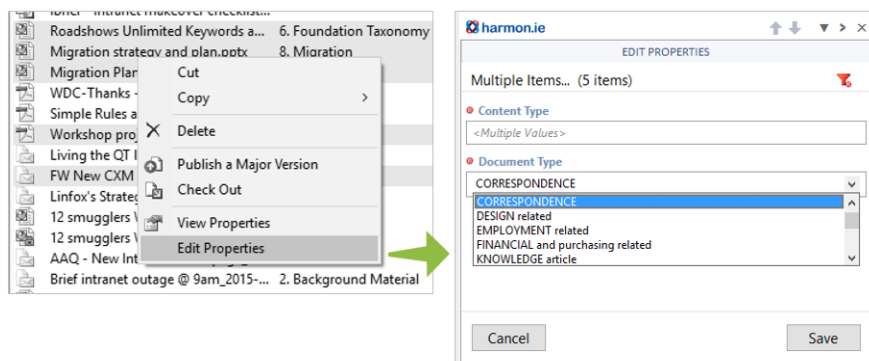 Roadshows Unlimited Keywords a... 6. Foundation Taxonomy
Migration strategy and plan.pptx 8. Migration
Migration Plan
WDC-Thanks -
Simple Rules a
Workshop proj
Living the QT I
FW New CXM
Linfox's Strateg
12 smugglers
12 smugglers
AAQ - New Int
Brief intranet outage @ 9am_2015-... 2. Background Material
Cut
Copy
Delete
Publish a Major Version
Check Out
View Properties
Edit Properties
harmon.ie
EDIT PROPERTIES
Multiple Items... (5 items)
Content Type
<Multiple Values>
Document Type
CORRESPONDENCE
CORRESPONDENCE
DESIGN related
EMPLOYMENT related
FINANCIAL and purchasing related
KNOWLEDGE article
Cancel
Save